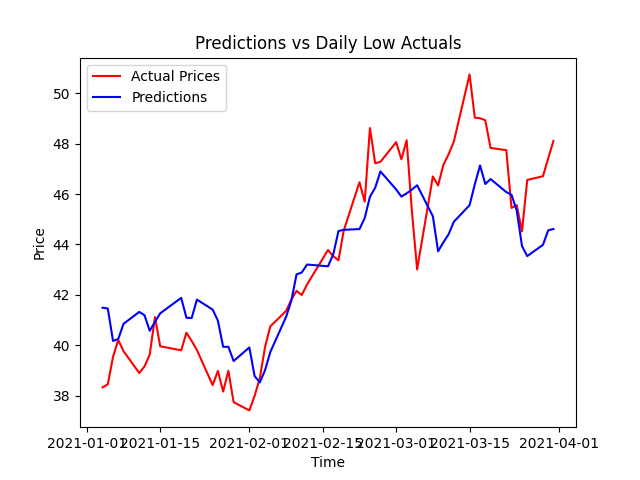 Predictions vs Daily Low Actuals
Actual Prices
Predictions
Price
50
48
46
44
42
40
38
2021-01-01
2021-01-15
2021-02-01
2021-02-15
2021-03-01
2021-03-15
2021-04-01
Time